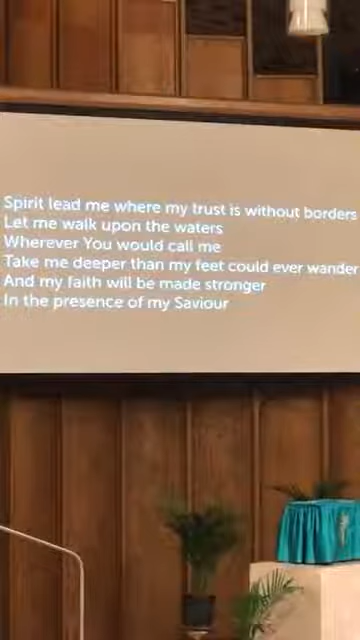 Spirit lead me where my trust is without borders
Let me walk upon the waters
Wherever You would call me
Take me deeper than my feet could ever wander
And my faith will be made stronger
In the presence of my Saviour